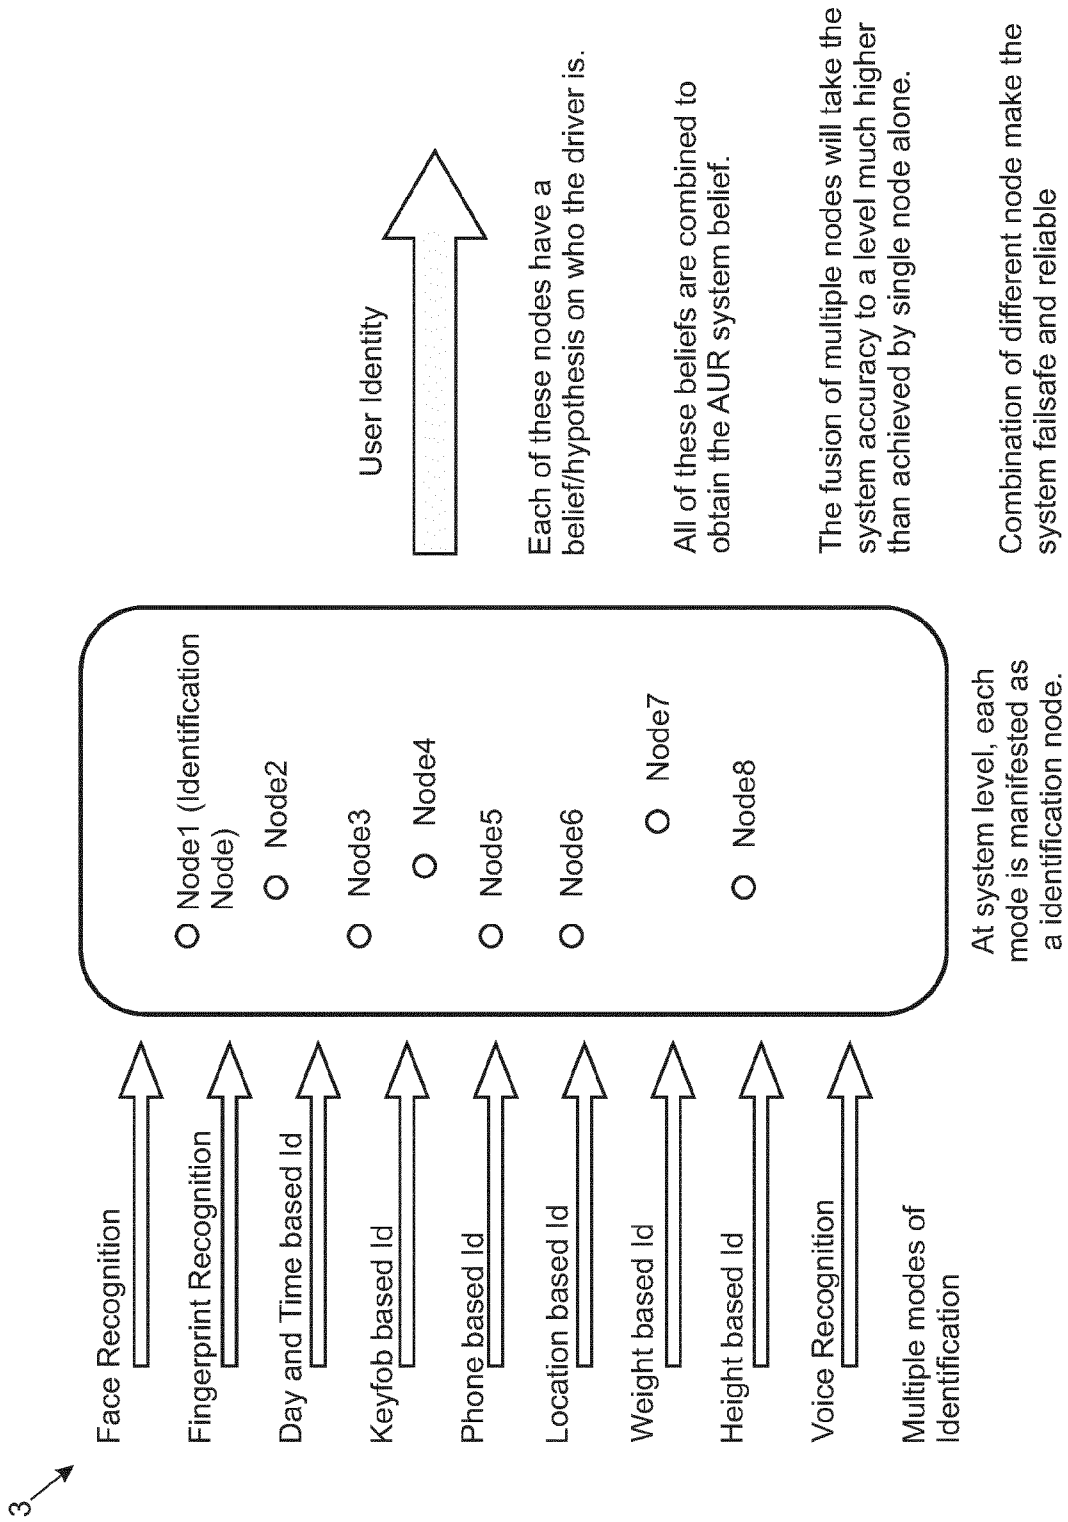 3
Face Recognition
Fingerprint Recognition
Day and Time based Id
Keyfob based Id
Phone based Id
Location based Id
Weight based Id
Height based Id
Voice Recognition
Multiple modes of
Identification
Node1 (Identification
Node)
Node2
Node3
Node4
Node5
Node6
Node7
Node8
At system level, each
mode is manifested as
a identification node.
User Identity
Each of these nodes have a
belief/hypothesis on who the driver is.
All of these beliefs are combined to
obtain the AUR system belief.
The fusion of multiple nodes will take the
system accuracy to a level much higher
than achieved by single node alone.
Combination of different node make the
system failsafe and reliable